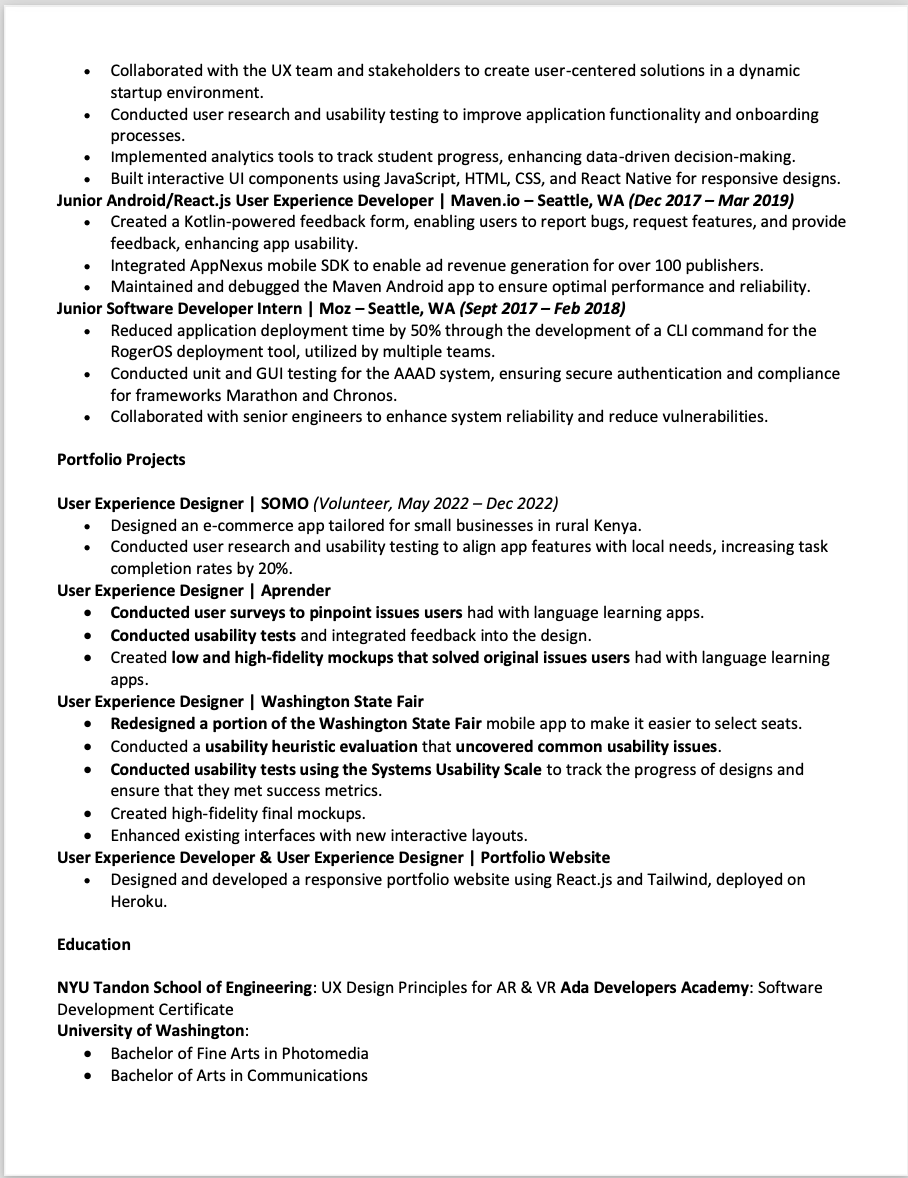 • Collaborated with the UX team and stakeholders to create user-centered solutions in a dynamic
startup environment.
• Conducted user research and usability testing to improve application functionality and onboarding
processes.
• Implemented analytics tools to track student progress, enhancing data-driven decision-making.
• Built interactive UI components using JavaScript, HTML, CSS, and React Native for responsive designs.
Junior Android/React.js User Experience Developer | Maven.io – Seattle, WA (Dec 2017 – Mar 2019)
• Created a Kotlin-powered feedback form, enabling users to report bugs, request features, and provide
feedback, enhancing app usability.
• Integrated AppNexus mobile SDK to enable ad revenue generation for over 100 publishers.
• Maintained and debugged the Maven Android app to ensure optimal performance and reliability.
Junior Software Developer Intern | Moz – Seattle, WA (Sept 2017 – Feb 2018)
• Reduced application deployment time by 50% through the development of a CLI command for the
RogerOS deployment tool, utilized by multiple teams.
• Conducted unit and GUI testing for the AAAD system, ensuring secure authentication and compliance
for frameworks Marathon and Chronos.
• Collaborated with senior engineers to enhance system reliability and reduce vulnerabilities.
Portfolio Projects
User Experience Designer | SOMO (Volunteer, May 2022 – Dec 2022)
• Designed an e-commerce app tailored for small businesses in rural Kenya.
• Conducted user research and usability testing to align app features with local needs, increasing task
completion rates by 20%.
User Experience Designer | Aprender
• Conducted user surveys to pinpoint issues users had with language learning apps.
• Conducted usability tests and integrated feedback into the design.
• Created low and high-fidelity mockups that solved original issues users had with language learning
apps.
User Experience Designer | Washington State Fair
• Redesigned a portion of the Washington State Fair mobile app to make it easier to select seats.
• Conducted a usability heuristic evaluation that uncovered common usability issues.
• Conducted usability tests using the Systems Usability Scale to track the progress of designs and
ensure that they met success metrics.
• Created high-fidelity final mockups.
• Enhanced existing interfaces with new interactive layouts.
User Experience Developer & User Experience Designer | Portfolio Website
• Designed and developed a responsive portfolio website using React.js and Tailwind, deployed on
Heroku.
Education
NYU Tandon School of Engineering: UX Design Principles for AR & VR Ada Developers Academy: Software
Development Certificate
University of Washington:
• Bachelor of Fine Arts in Photomedia
• Bachelor of Arts in Communications